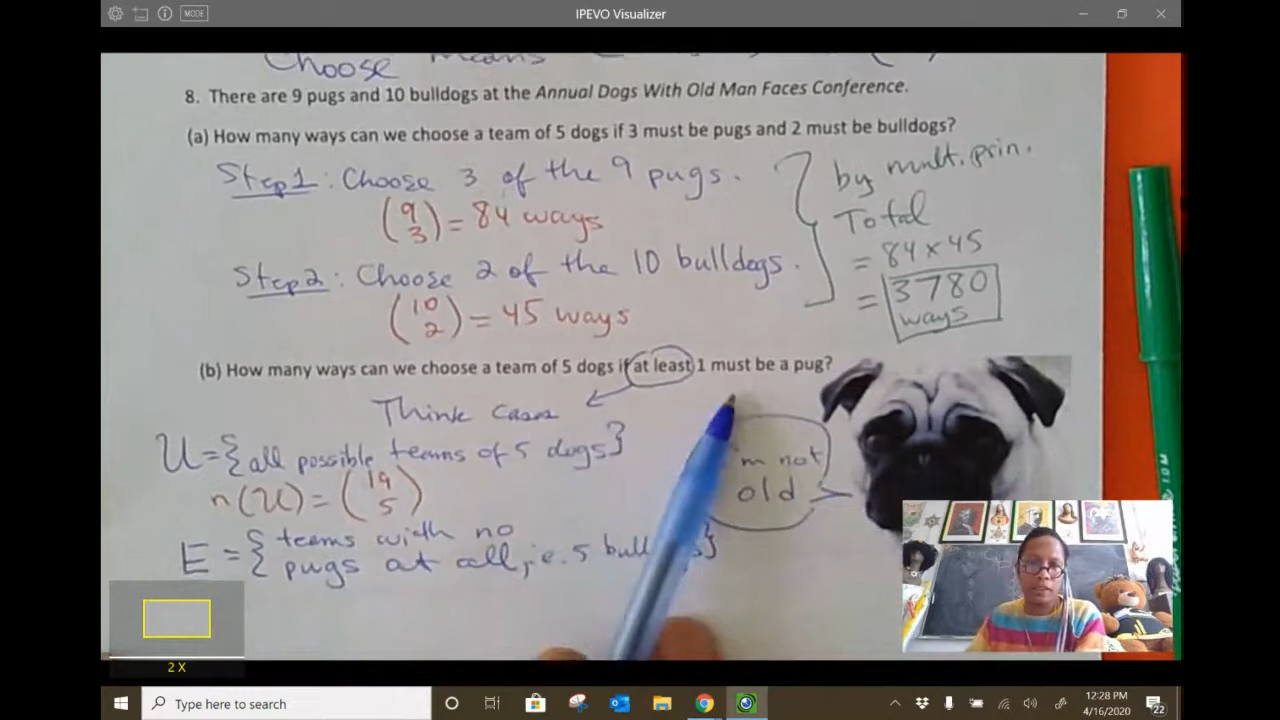 IPEVO Visualizer
MODE
Choose means
8. There are 9 pugs and 10 bulldogs at the Annual Dogs With Old Man Faces Conference.
(a) How many ways can we choose a team of 5 dogs if 3 must be pugs and 2 must be bulldogs?
Step 1: Choose 3 of the 9 pugs.
(9 3) = 84 ways
Step 2: Choose 2 of the 10 bulldogs.
(10 2) = 45 ways
by mult. prin.
Total
= 84 x 45
= 3780
ways
(b) How many ways can we choose a team of 5 dogs if at least 1 must be a pug?
Think Cases
U = {all possible teams of 5 dogs}
n(U) = (19 5)
E = {teams with no
pugs at all, i.e. 5 bull s}
m not
old
2 X
Type here to search
12:28 PM
4/16/2020
22